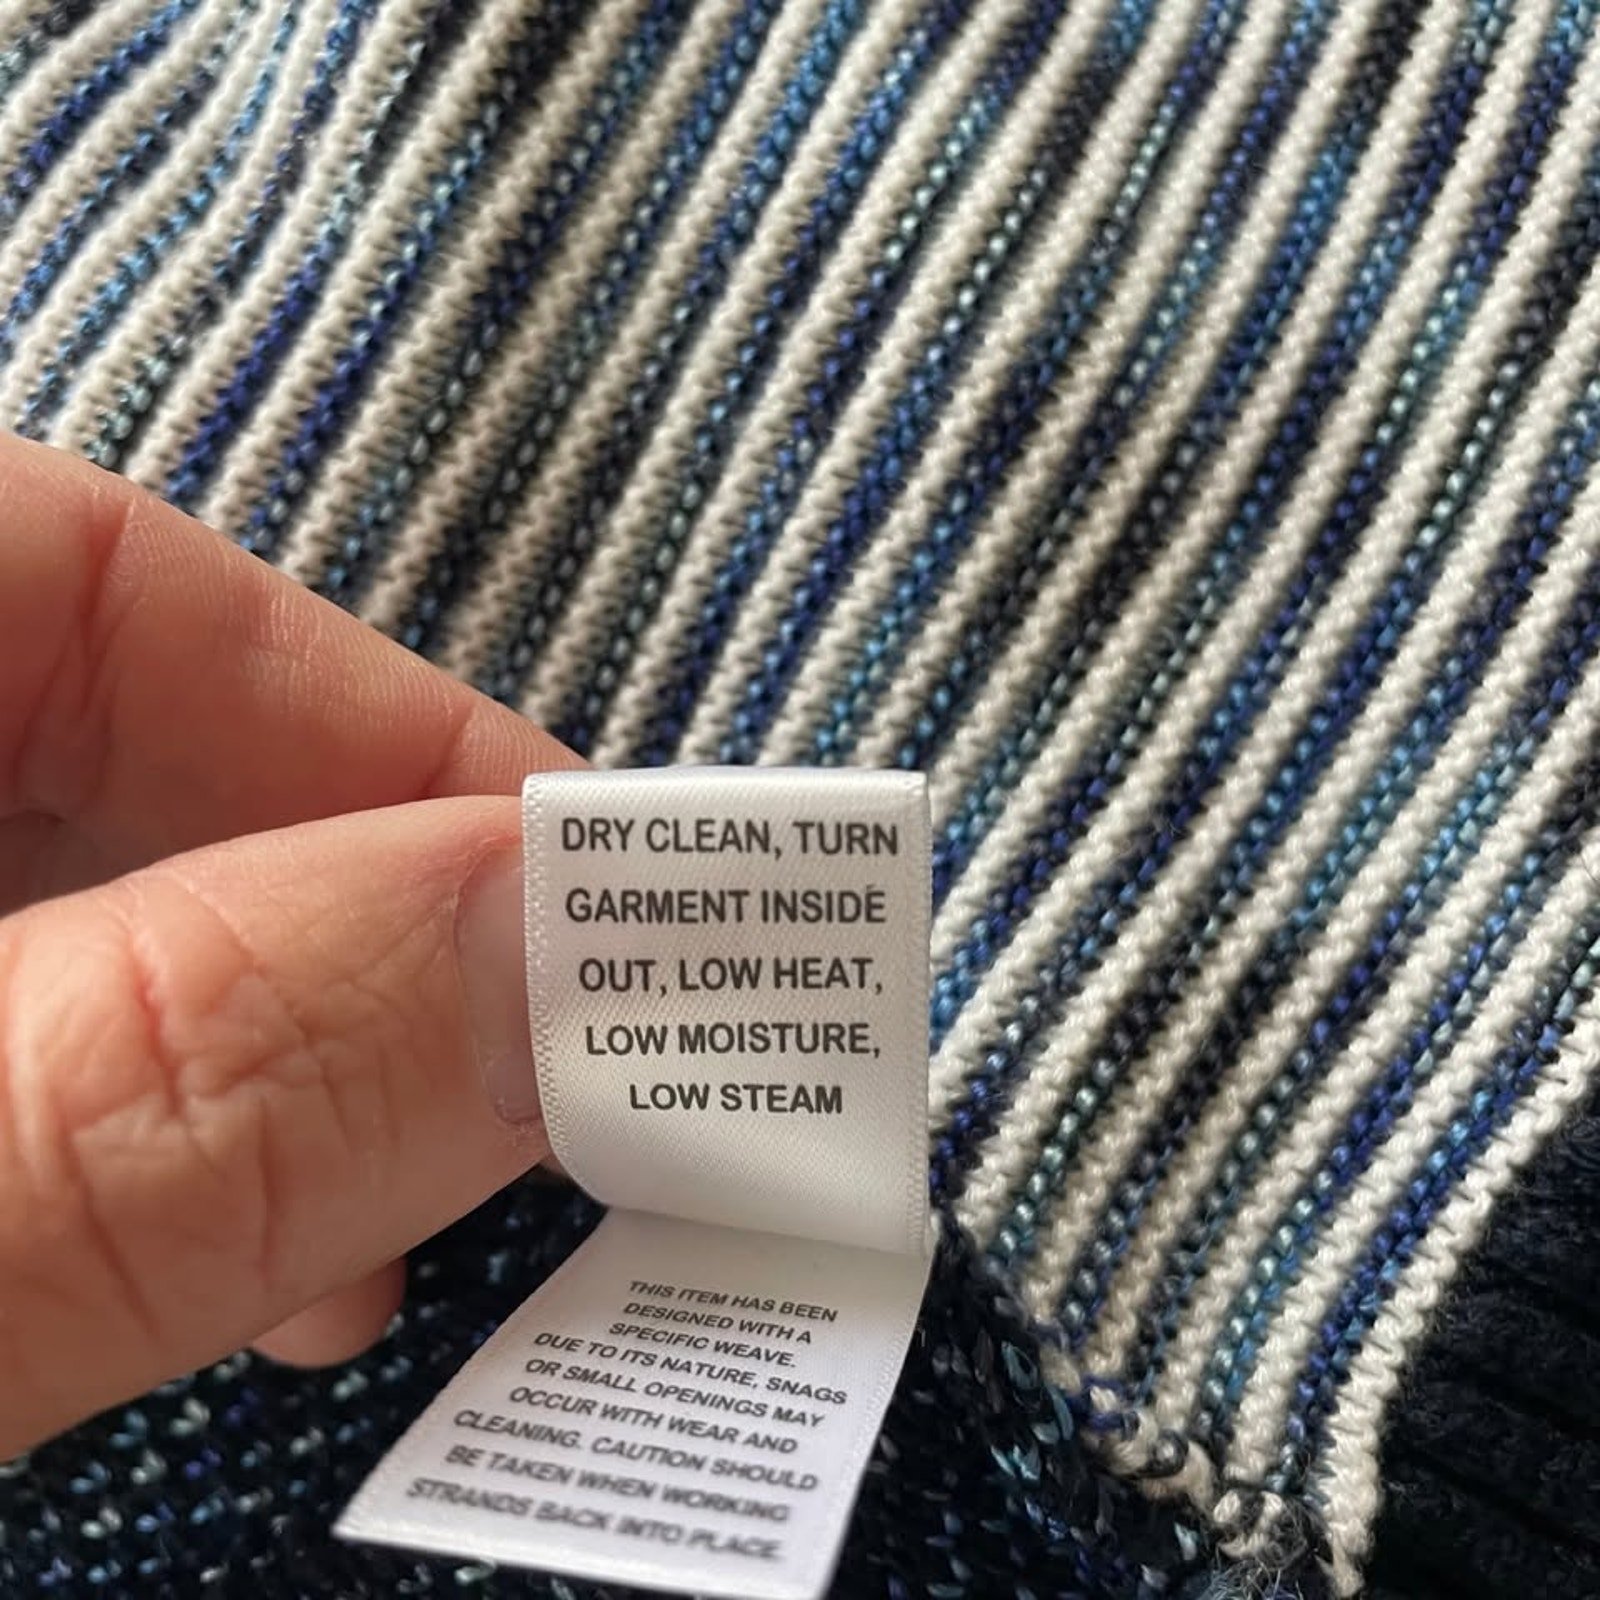 DRY CLEAN, TURN
GARMENT INSIDE
OUT, LOW HEAT,
LOW MOISTURE,
LOW STEAM
THIS ITEM HAS BEEN
DESIGNED WITH A
SPECIFIC WEAVE.
DUE TO ITS NATURE, SNAGS
OR SMALL OPENINGS MAY
OCCUR WITH WEAR AND
CLEANING. CAUTION SHOULD
BE TAKEN WHEN WORKING
STRANDS BACK INTO PLACE.